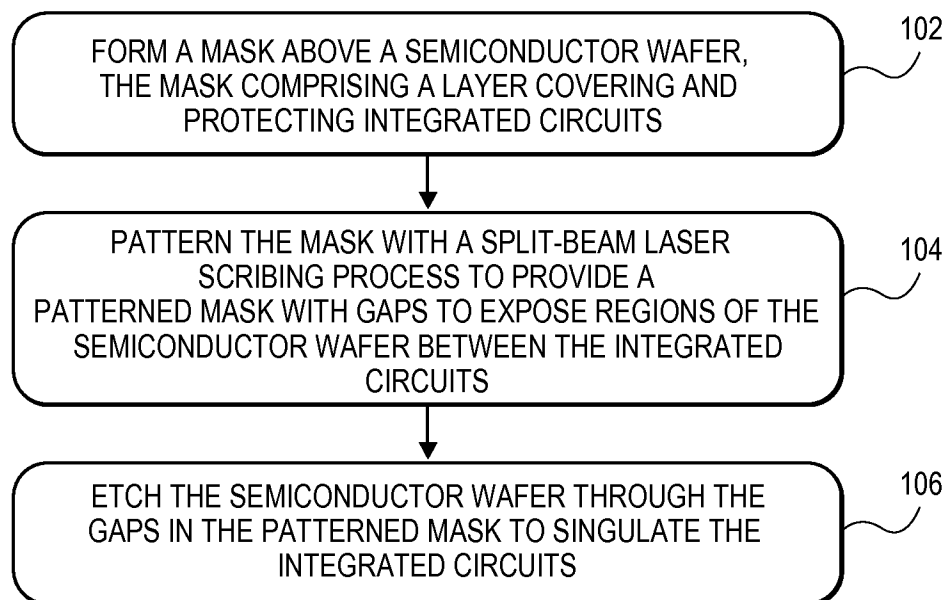 FORM A MASK ABOVE A SEMICONDUCTOR WAFER,
THE MASK COMPRISING A LAYER COVERING AND
PROTECTING INTEGRATED CIRCUITS
102
PATTERN THE MASK WITH A SPLIT-BEAM LASER
SCRIBING PROCESS TO PROVIDE A
PATTERNED MASK WITH GAPS TO EXPOSE REGIONS OF THE
SEMICONDUCTOR WAFER BETWEEN THE INTEGRATED
CIRCUITS
104
ETCH THE SEMICONDUCTOR WAFER THROUGH THE
GAPS IN THE PATTERNED MASK TO SINGULATE THE
INTEGRATED CIRCUITS
106